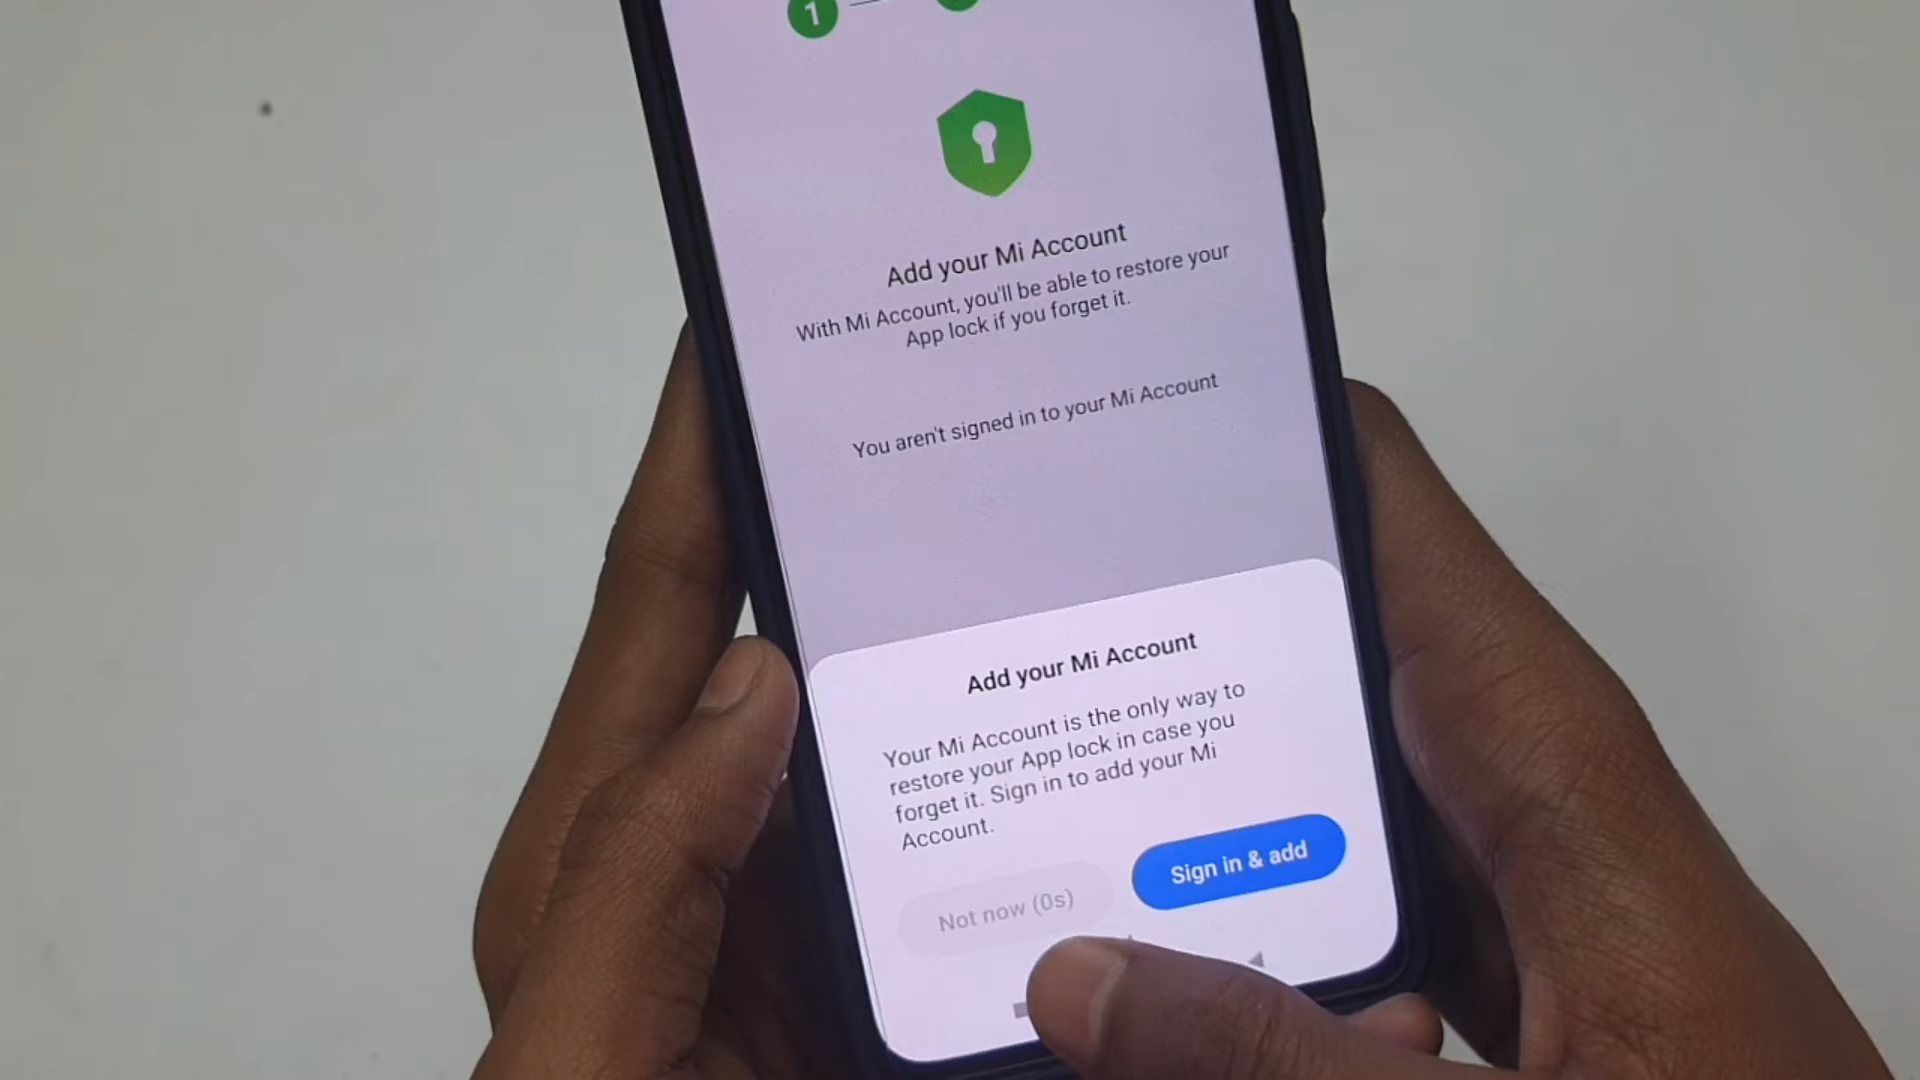 1
Add your Mi Account
With Mi Account, you'll be able to restore your
App lock if you forget it.
You aren't signed in to your Mi Account
Add your Mi Account
Your Mi Account is the only way to
restore your App lock in case you
forget it. Sign in to add your Mi
Account.
Not now (0s)
Sign in & add